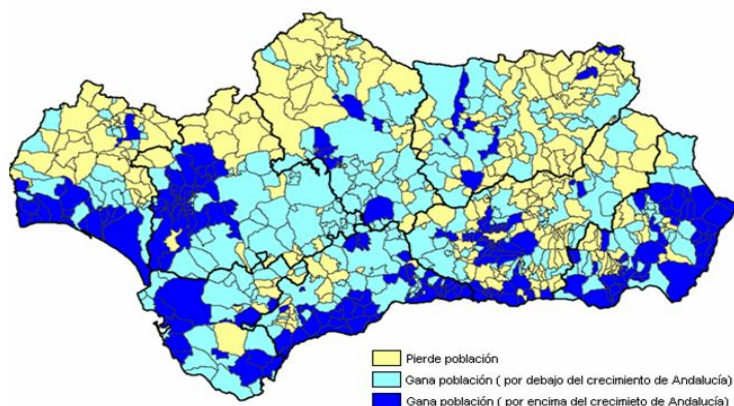 Pierde población
Gana población ( por debajo del crecimiento de Andalucía)
Gana población ( por encima del crecimieto de Andalucía)